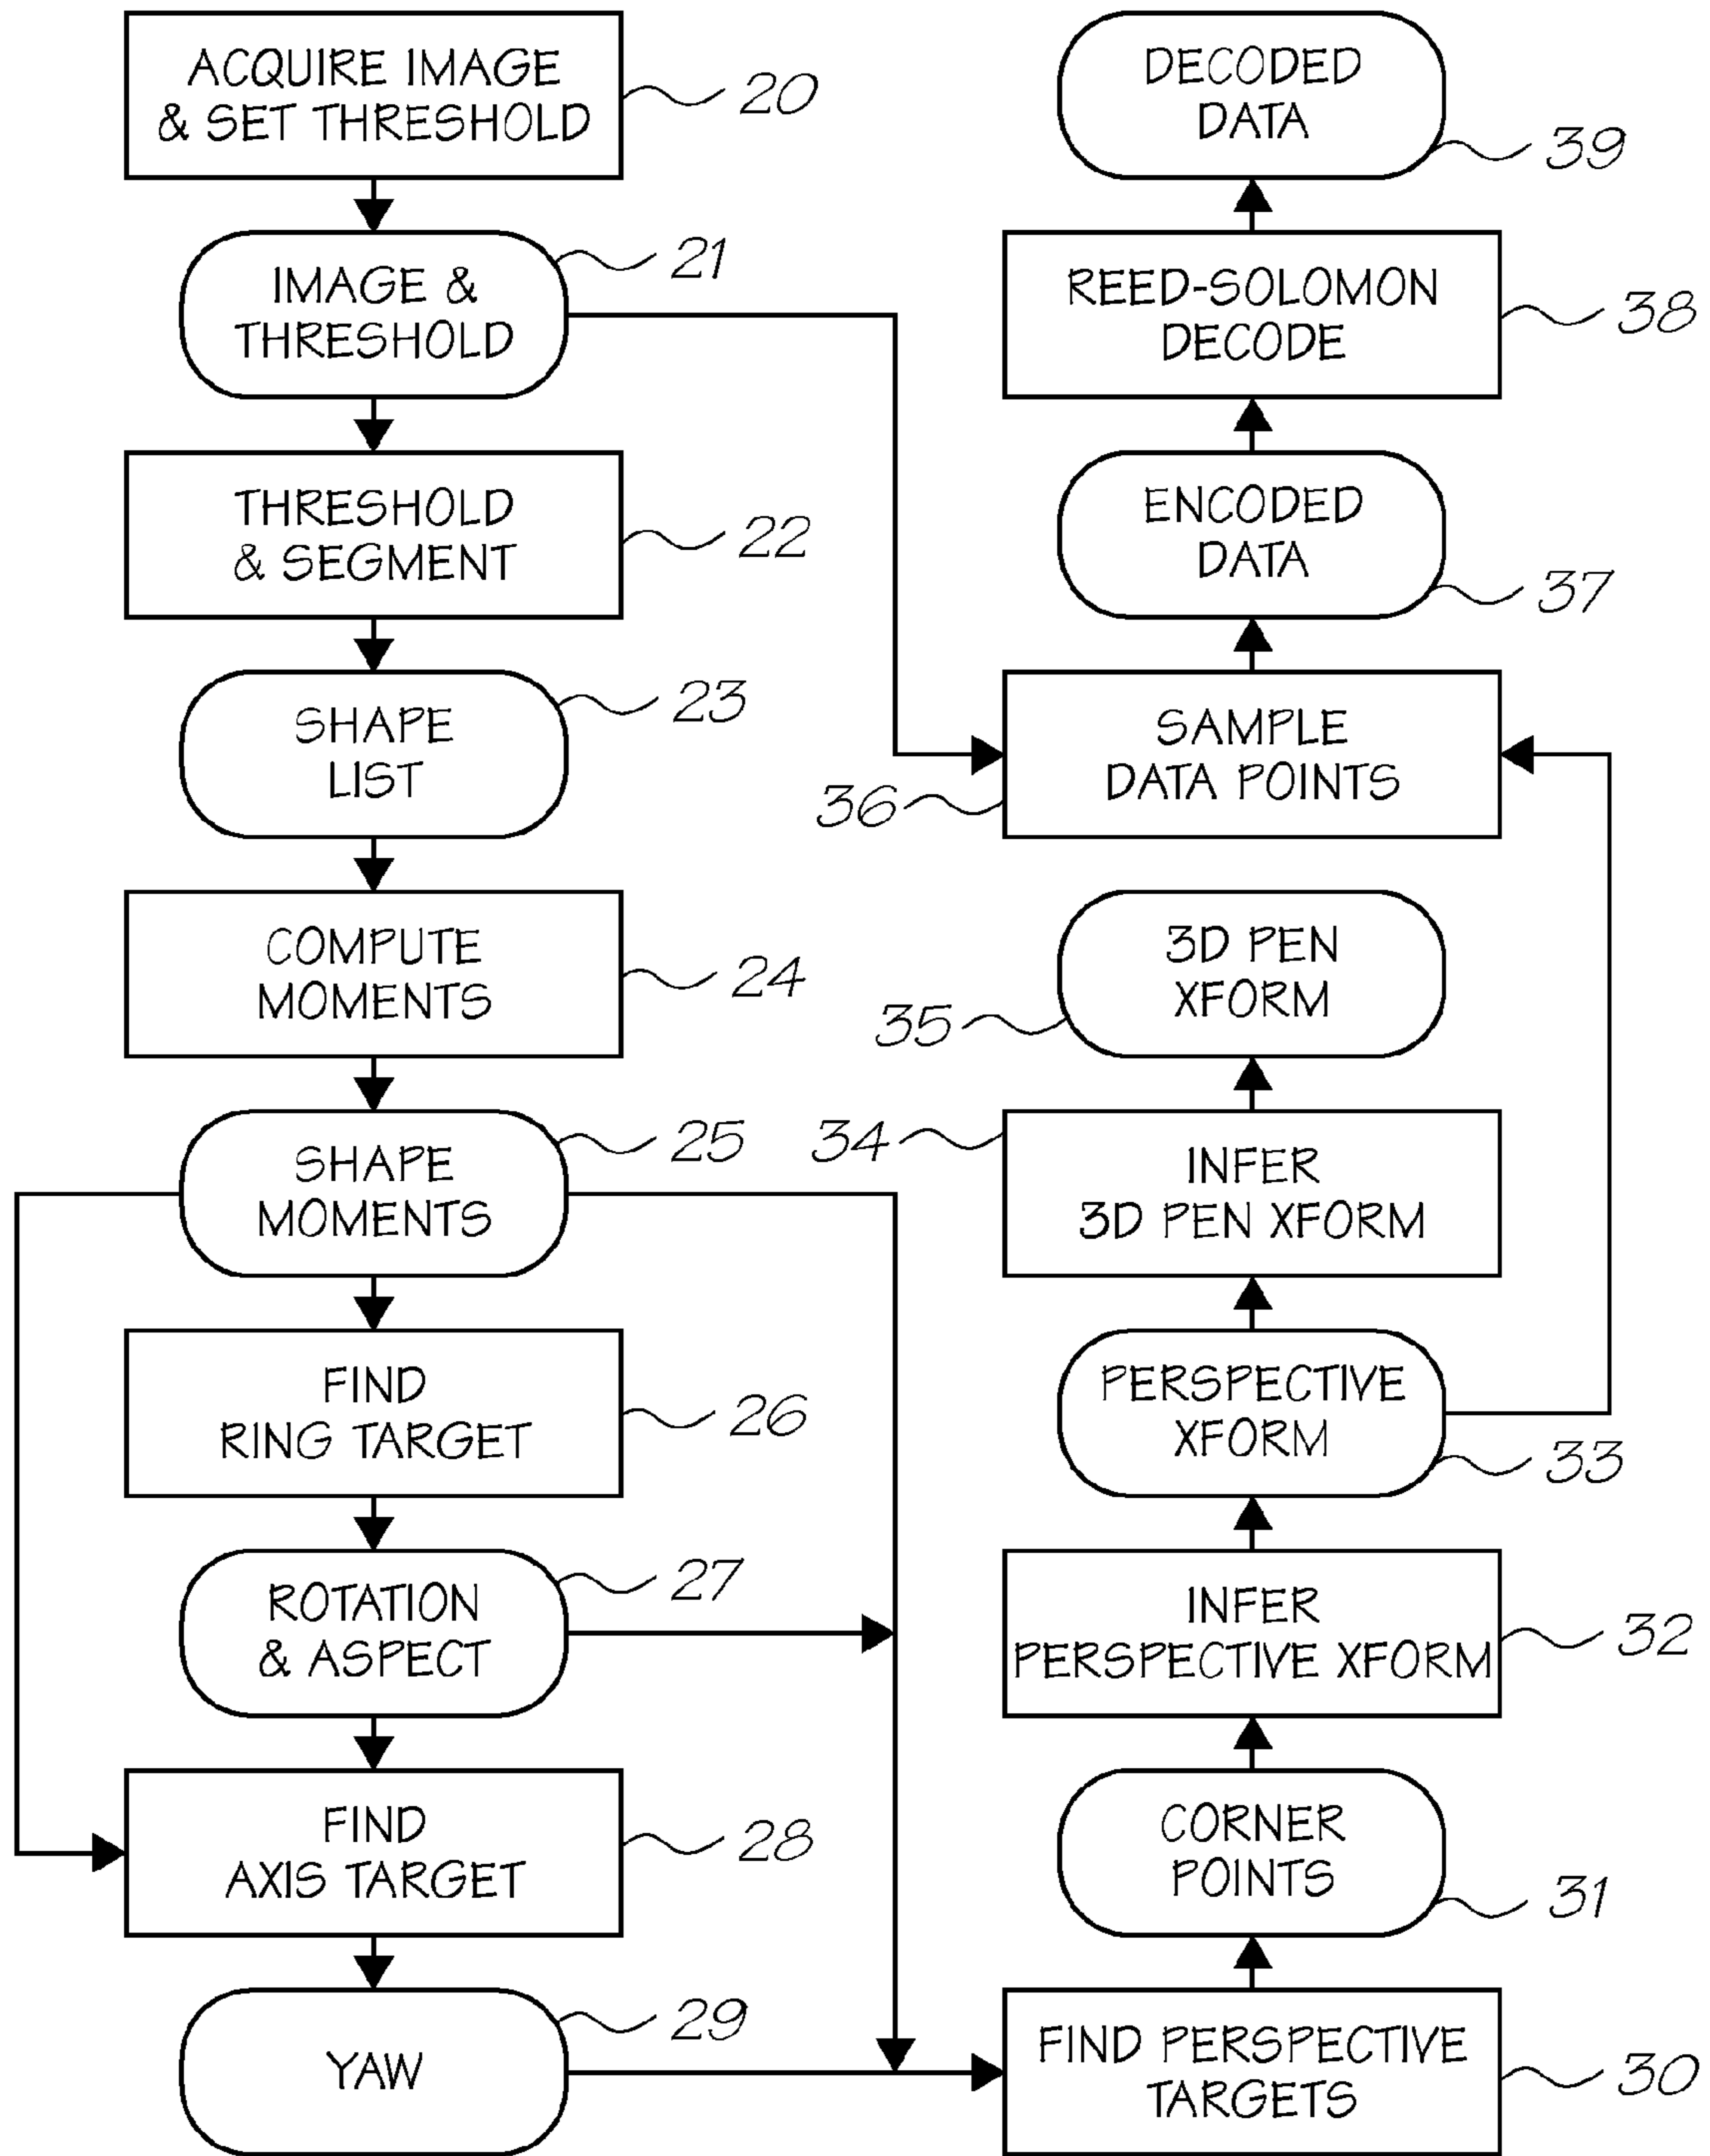 ACQUIRE IMAGE
& SET THRESHOLD
20
IMAGE &
THRESHOLD
21
THRESHOLD
& SEGMENT
22
SHAPE
LIST
23
COMPUTE
MOMENTS
24
SHAPE
MOMENTS
25
FIND
RING TARGET
26
ROTATION
& ASPECT
27
FIND
AXIS TARGET
28
YAW
29
FIND PERSPECTIVE
TARGETS
30
CORNER
POINTS
31
INFER
PERSPECTIVE XFORM
32
PERSPECTIVE
XFORM
33
INFER
3D PEN XFORM
34
3D PEN
XFORM
35
SAMPLE
DATA POINTS
36
ENCODED
DATA
37
REED-SOLOMON
DECODE
38
DECODED
DATA
39